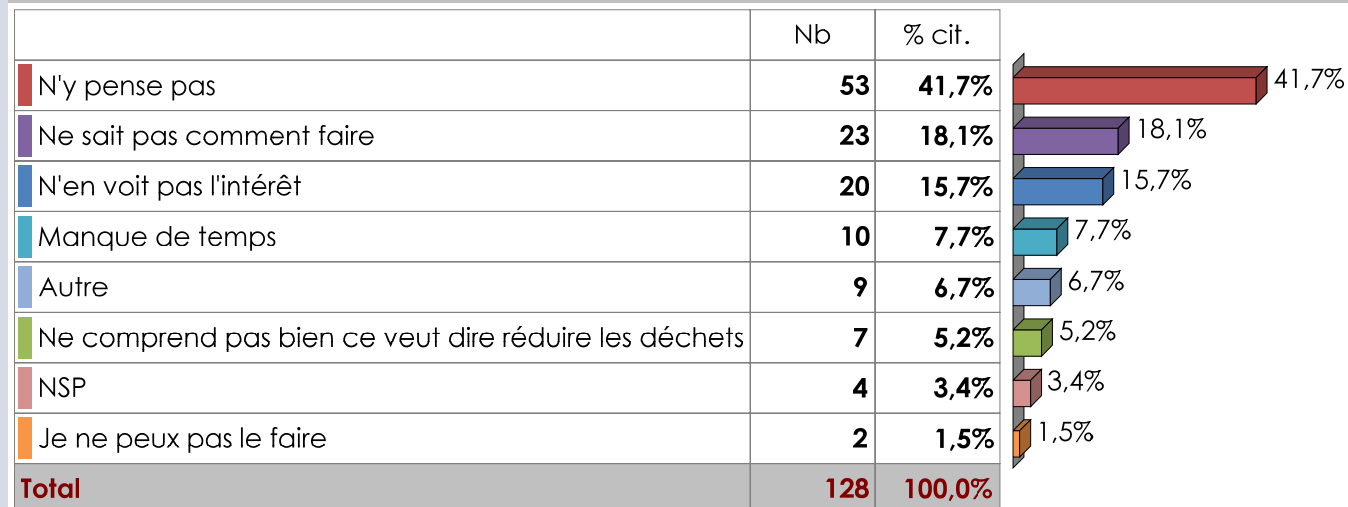 Nb % cit.
N'y pense pas 53 41,7% 41,7%
Ne sait pas comment faire 23 18,1% 18,1%
N'en voit pas l'intérêt 20 15,7% 15,7%
Manque de temps 10 7,7% 7,7%
Autre 9 6,7% 6,7%
Ne comprend pas bien ce veut dire réduire les déchets 7 5,2% 5,2%
NSP 4 3,4% 3,4%
Je ne peux pas le faire 2 1,5% 1,5%
Total 128 100,0%